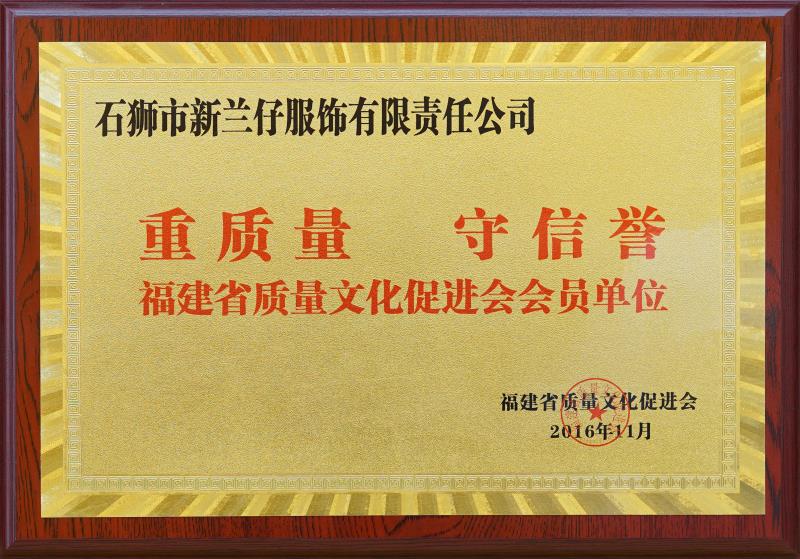 石狮市新兰仔服饰有限责任公司
重质量 守信誉
福建省质量文化促进会会员单位
福建省质量文化促进会
2016年11月